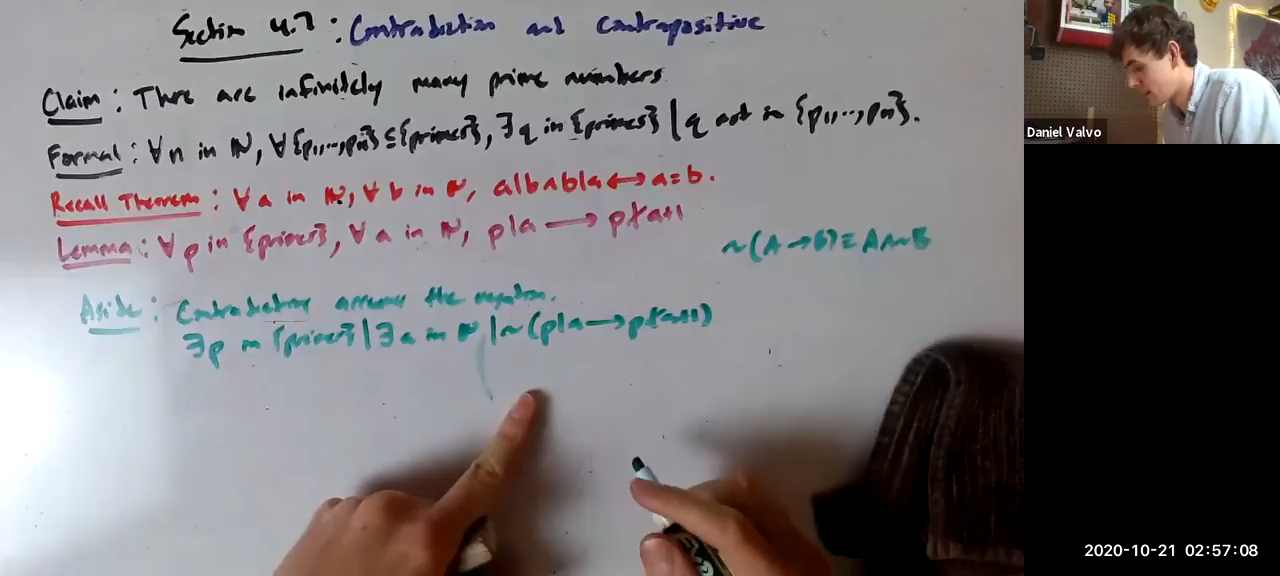 Section 4.7: Contradiction and contrapositive
Claim: There are infinitely many prime numbers.
Formal: ∀n in ℕ, ∀{p₁,...,pₙ}⊆{primes}, ∃q in {primes} | q not in {p₁,...,pₙ}.
Recall Theorem: ∀ a in ℕ, ∀ b in ℕ, a|b∧b|a⟷a=b.
Lemma: ∀ p in {primes}, ∀ a in ℕ, p|a ⟶ p∤a+1
~(A→B)≡A∧~B
Aside: Contradiction assumes the negation.
∃p in {primes} | ∃a in ℕ | ~(p|a⟶p∤a+1)
Daniel Valvo
2020-10-21 02:57:08